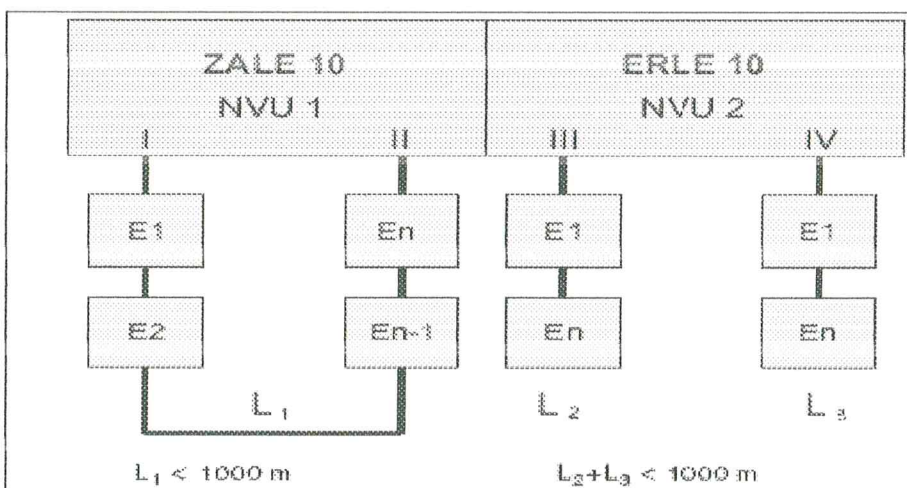 ZALE 10 ERLE 10
NVU 1 NVU 2
I II III IV
E1 En E1 E1
E2 En-1 En En
L1 L2 L3
L1 < 1000 m L2+L3 < 1000 m